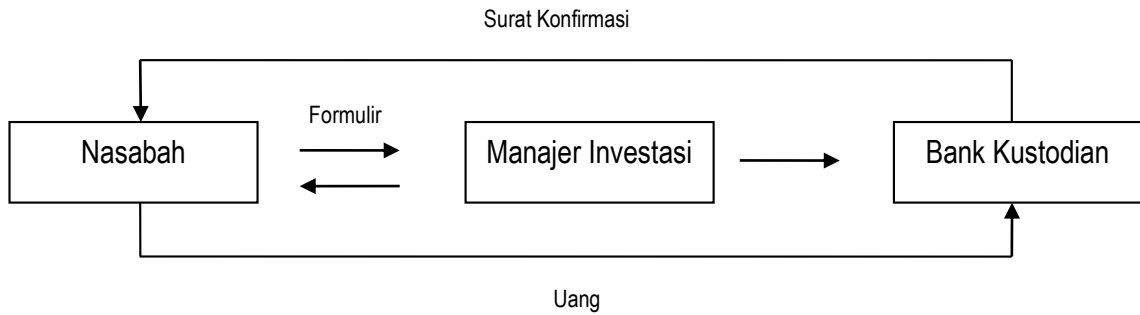 Surat Konfirmasi
Formulir
Nasabah
Manajer Investasi
Bank Kustodian
Uang